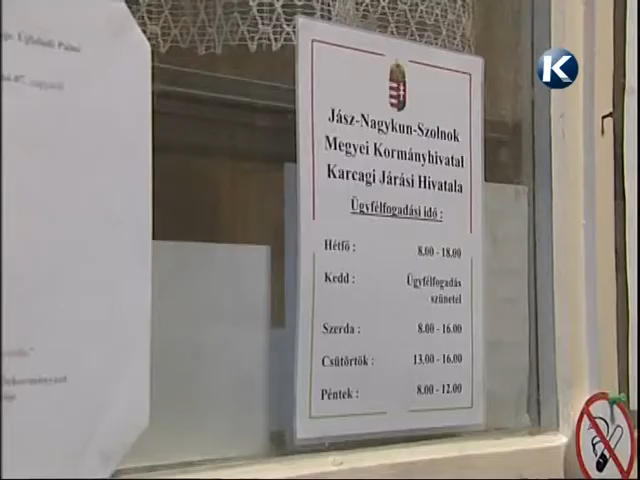 K
Jász-Nagykun-Szolnok
Megyei Kormányhivatal
Karcagi Járási Hivatala
Ügyfélfogadási idő :
Hétfő : 8.00 - 18.00
Kedd : Ügyfélfogadás
szünetel
Szerda : 8.00 - 16.00
Csütörtök : 13.00 - 16.00
Péntek : 8.00 - 12.00